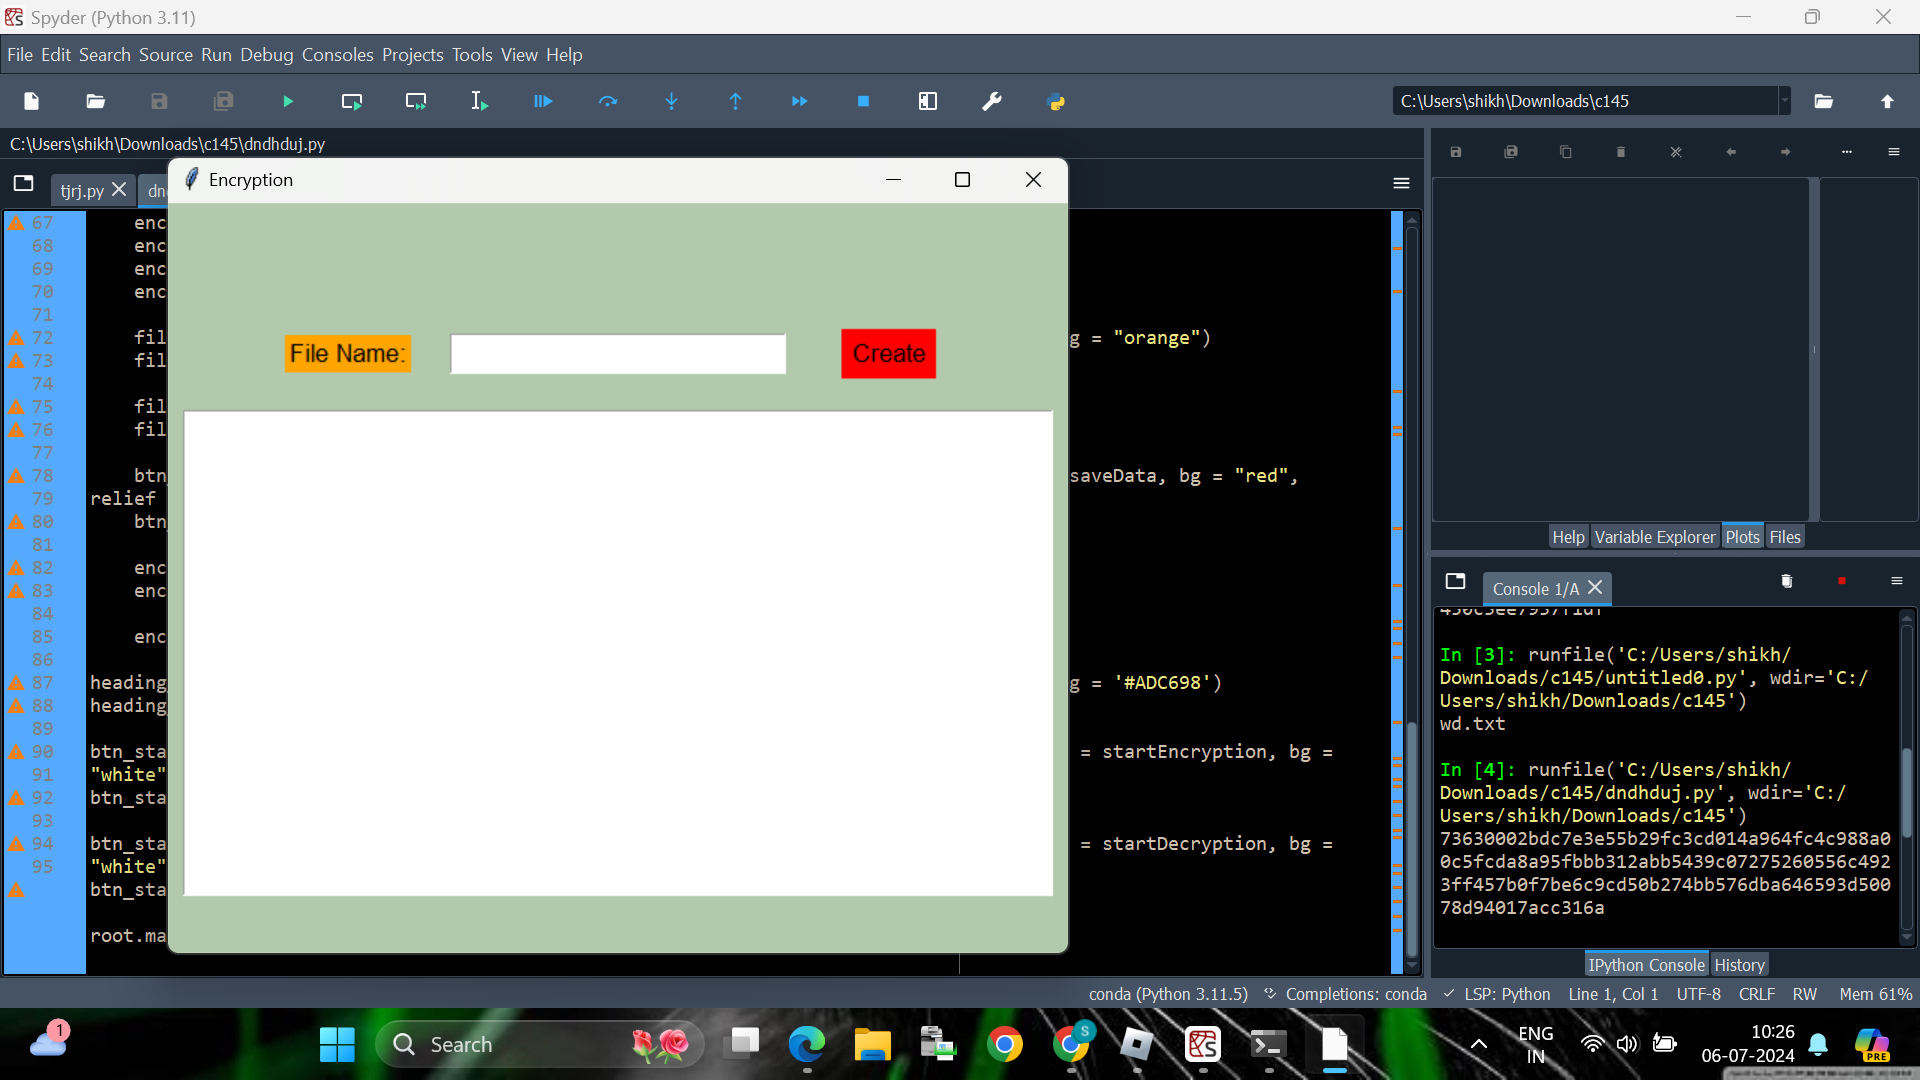 Spyder (Python 3.11)
File Edit Search Source Run Debug Consoles Projects Tools View Help
C:\Users\shikh\Downloads\c145
C:\Users\shikh\Downloads\c145\dndhduj.py
tjrj.py
dn
Encryption
File Name:
Create
67 enc
68 enc
69 enc
70 enc
71
72 fil g = "orange")
73 fil
74
75 fil
76 fil
77
78 btn saveData, bg = "red",
79 relief
80 btn
81
82 enc
83 enc
84
85 enc
86
87 heading g = '#ADC698')
88 heading
89
90 btn_sta = startEncryption, bg =
91 "white"
92 btn_sta
93
94 btn_sta = startDecryption, bg =
95 "white"
btn_sta
root.ma
Help Variable Explorer Plots Files
Console 1/A
In [3]: runfile('C:/Users/shikh/
Downloads/c145/untitled0.py', wdir='C:/
Users/shikh/Downloads/c145')
wd.txt
In [4]: runfile('C:/Users/shikh/
Downloads/c145/dndhduj.py', wdir='C:/
Users/shikh/Downloads/c145')
73630002bdc7e3e55b29fc3cd014a964fc4c988a0
0c5fcda8a95fbbb312abb5439c07275260556c492
3ff457b0f7be6c9cd50b274bb576dba646593d500
78d94017acc316a
IPython Console History
conda (Python 3.11.5) Completions: conda LSP: Python Line 1, Col 1 UTF-8 CRLF RW Mem 61%
1
Search
S
ENG
IN
10:26
06-07-2024
PRE